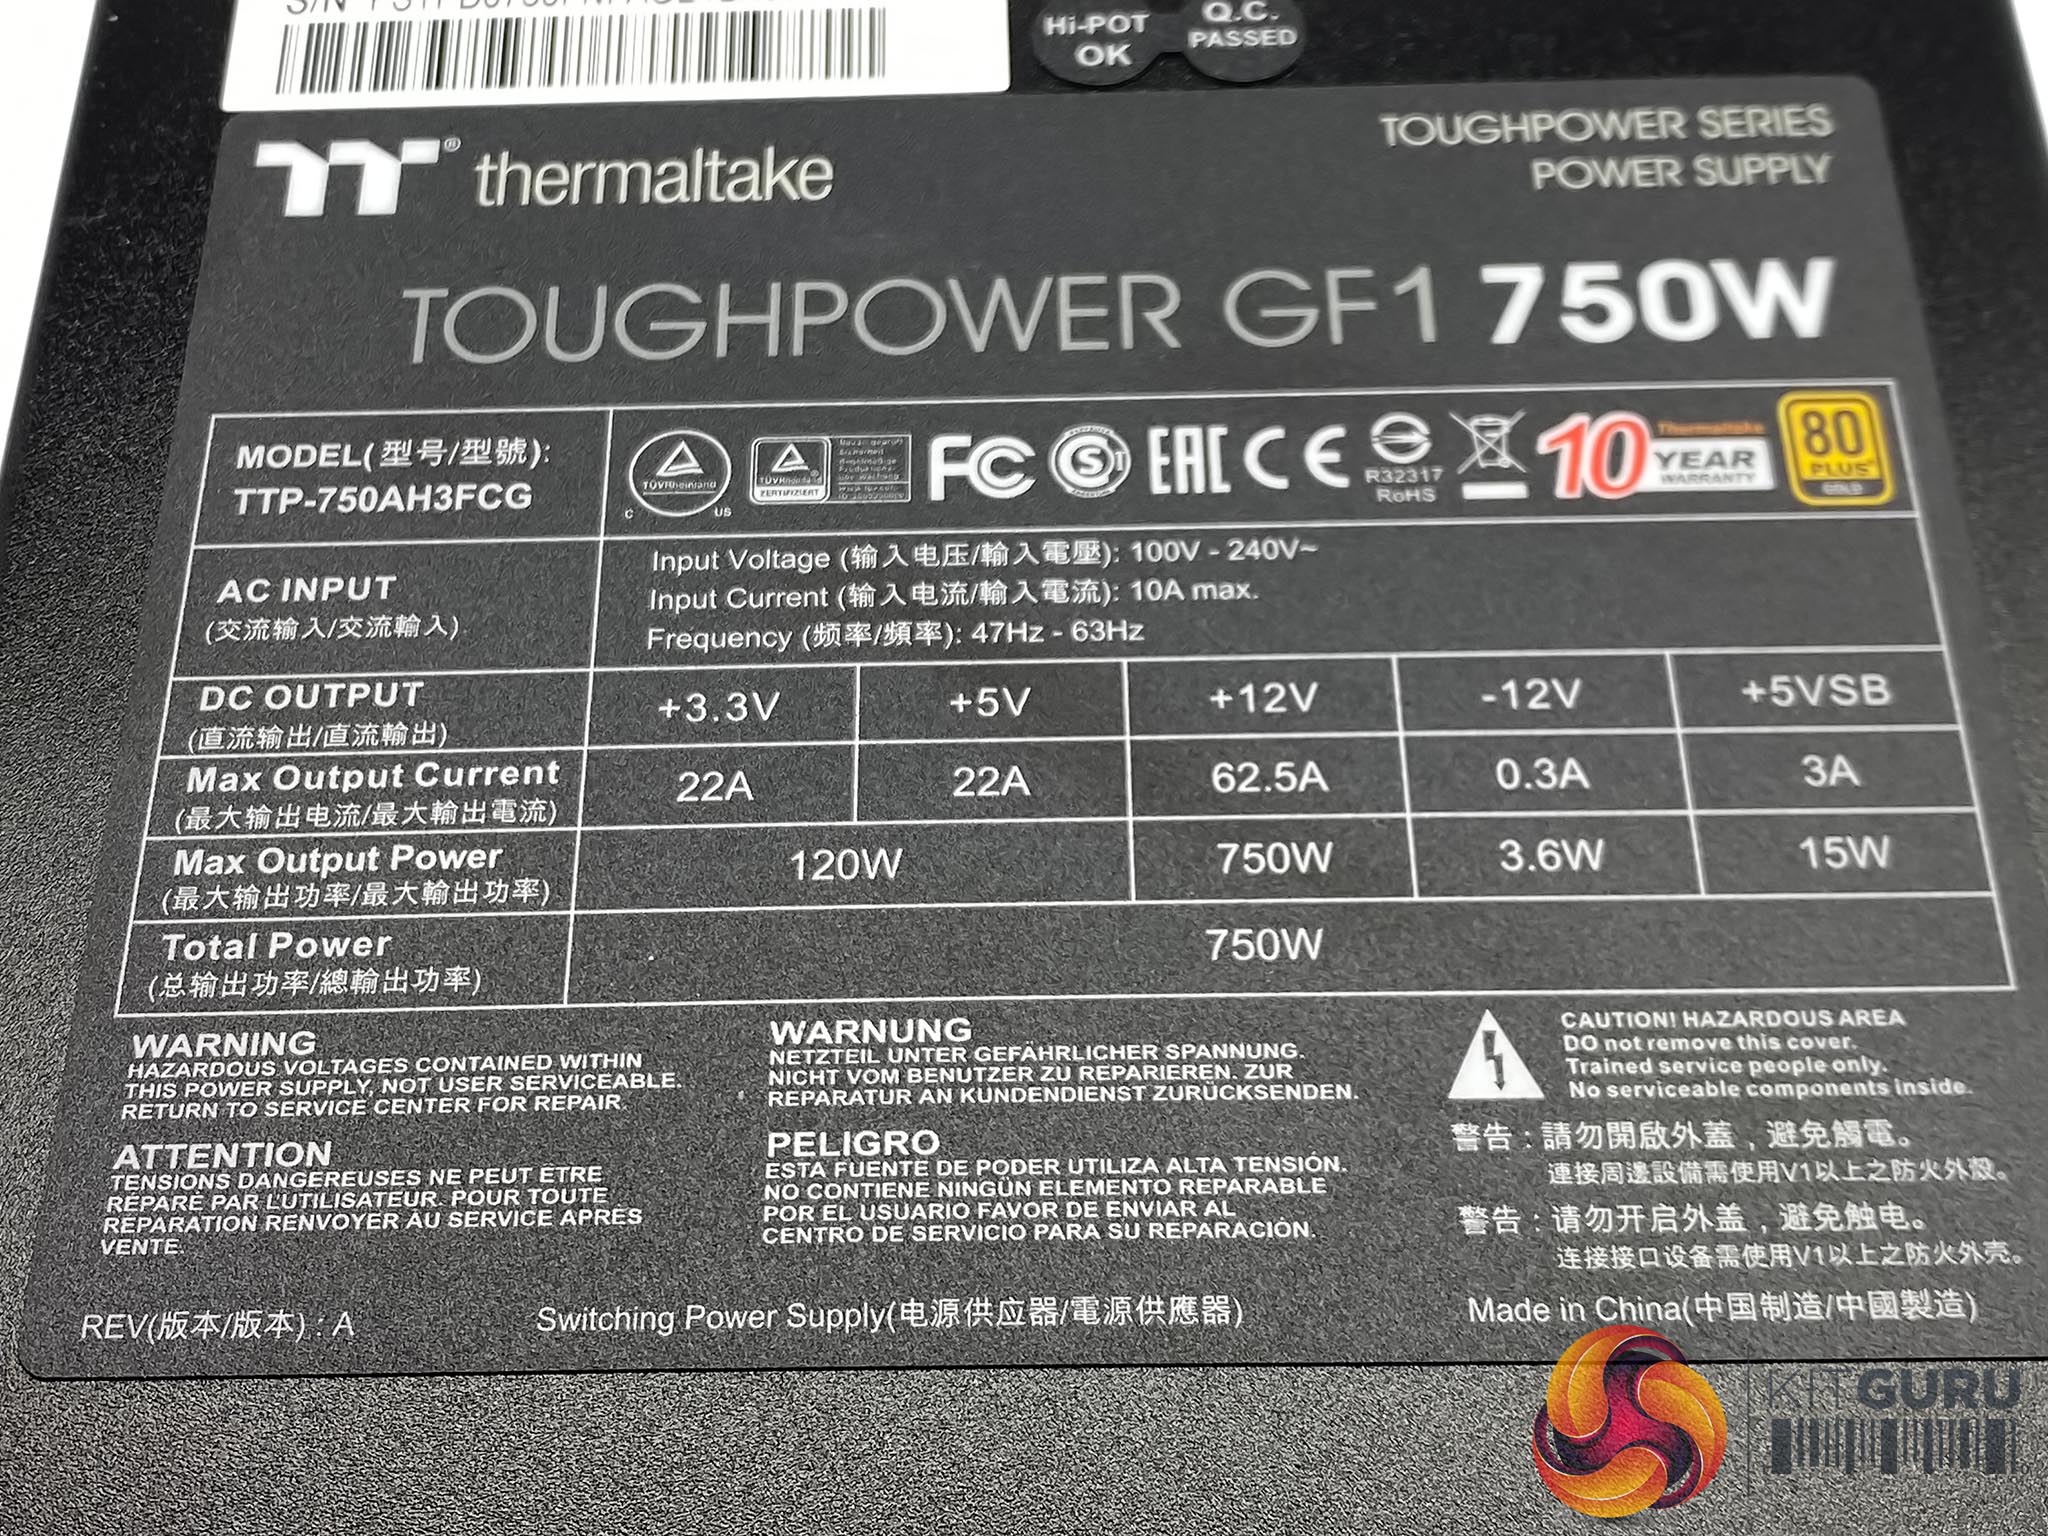 S/N
Hi-POT
OK
Q.C.
PASSED
thermaltake
TOUGHPOWER SERIES
POWER SUPPLY
TOUGHPOWER GF1 750W
MODEL(型号/型號):
TTP-750AH3FCG
TÜVRheinland
C US
TÜVRheinland
ZERTIFIZIERT
FC
EAC
CE
R32317
RoHS
Thermaltake
10 YEAR
WARRANTY
80
PLUS
GOLD
AC INPUT
(交流输入/交流輸入)
Input Voltage (输入电压/輸入電壓): 100V - 240V~
Input Current (输入电流/輸入電流): 10A max.
Frequency (频率/頻率): 47Hz - 63Hz
DC OUTPUT
(直流输出/直流輸出)
+3.3V +5V +12V -12V +5VSB
Max Output Current
(最大输出电流/最大輸出電流)
22A 22A 62.5A 0.3A 3A
Max Output Power
(最大输出功率/最大輸出功率)
120W 750W 3.6W 15W
Total Power
(总输出功率/總輸出功率)
750W
WARNING
HAZARDOUS VOLTAGES CONTAINED WITHIN
THIS POWER SUPPLY, NOT USER SERVICEABLE.
RETURN TO SERVICE CENTER FOR REPAIR.
ATTENTION
TENSIONS DANGEREUSES NE PEUT ETRE
RÉPARÉ PAR L'UTILISATEUR. POUR TOUTE
REPARATION RENVOYER AU SERVICE APRÉS
VENTE.
WARNUNG
NETZTEIL UNTER GEFÄHRLICHER SPANNUNG.
NICHT VOM BENUTZER ZU REPARIEREN. ZUR
REPARATUR AN KUNDENDIENST ZURÜCKSENDEN.
PELIGRO
ESTA FUENTE DE PODER UTILIZA ALTA TENSIÓN.
NO CONTIENE NINGÚN ELEMENTO REPARABLE
POR EL USUARIO FAVOR DE ENVIAR AL
CENTRO DE SERVICIO PARA SU REPARACIÓN.
CAUTION! HAZARDOUS AREA
DO not remove this cover.
Trained service people only.
No serviceable components inside.
警告：請勿開啟外蓋，避免觸電。
連接周邊設備需使用V1以上之防火外殼。
警告：请勿开启外盖，避免触电。
连接接口设备需使用V1以上之防火外壳。
REV(版本/版本) : A
Switching Power Supply(电源供应器/電源供應器)
Made in China(中国制造/中國製造)
KITGURU